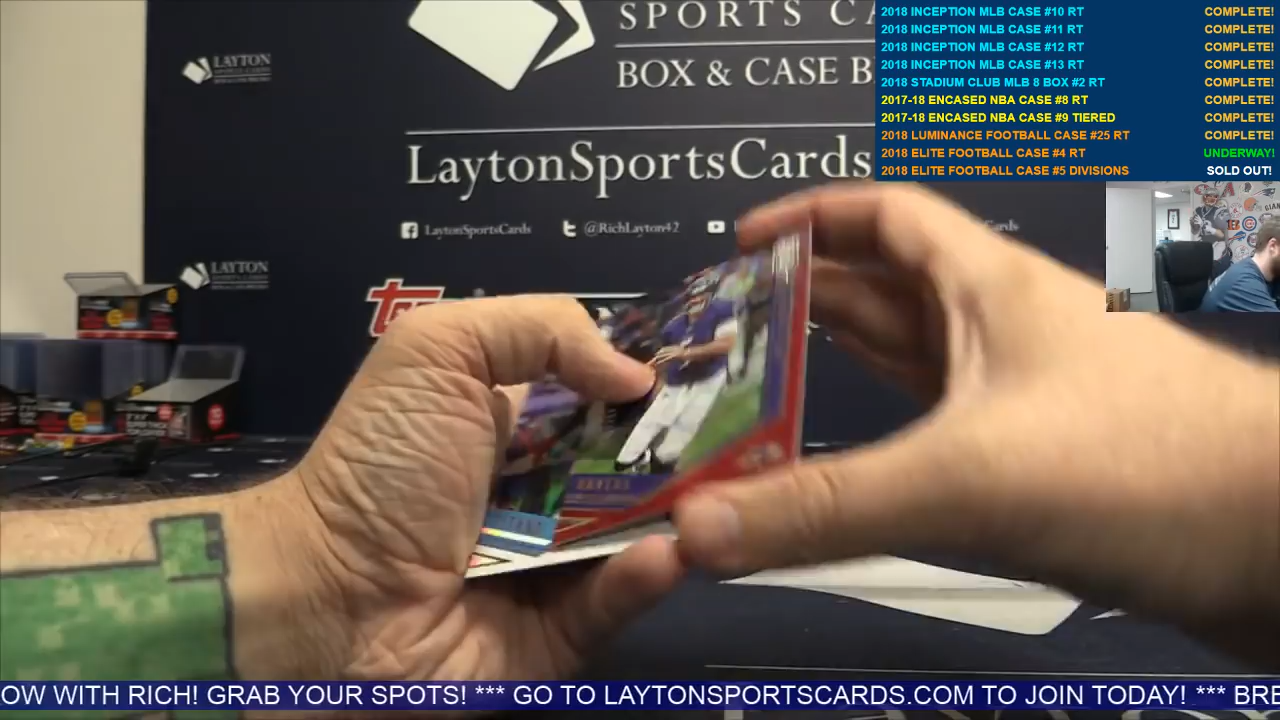 LAYTON
SPORTS CA
BOX & CASE B
LaytonSportsCards
LaytonSportsCards
@RichLayton42
Cards
LAYTON
RAVENS
2018 INCEPTION MLB CASE #10 RT COMPLETE!
2018 INCEPTION MLB CASE #11 RT COMPLETE!
2018 INCEPTION MLB CASE #12 RT COMPLETE!
2018 INCEPTION MLB CASE #13 RT COMPLETE!
2018 STADIUM CLUB MLB 8 BOX #2 RT COMPLETE!
2017-18 ENCASED NBA CASE #8 RT COMPLETE!
2017-18 ENCASED NBA CASE #9 TIERED COMPLETE!
2018 LUMINANCE FOOTBALL CASE #25 RT COMPLETE!
2018 ELITE FOOTBALL CASE #4 RT UNDERWAY!
2018 ELITE FOOTBALL CASE #5 DIVISIONS SOLD OUT!
OW WITH RICH! GRAB YOUR SPOTS! *** GO TO LAYTONSPORTSCARDS.COM TO JOIN TODAY! *** BRE